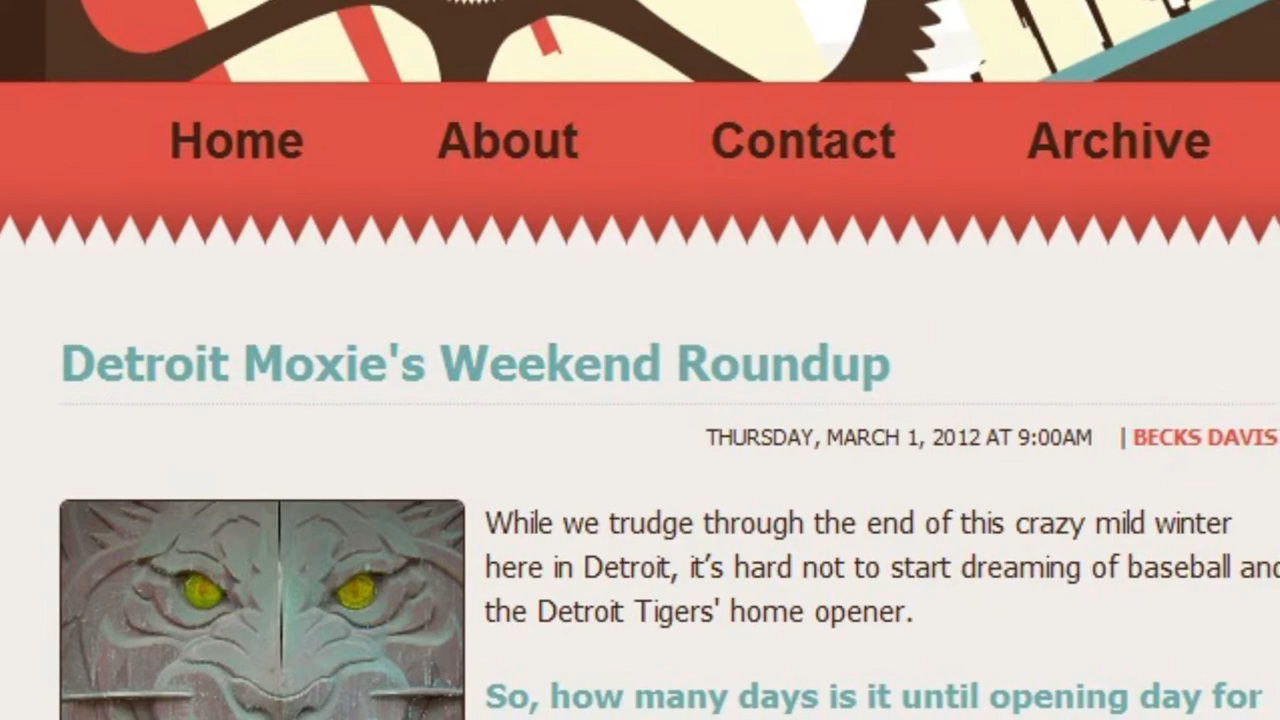 Home About Contact Archive
Detroit Moxie's Weekend Roundup
THURSDAY, MARCH 1, 2012 AT 9:00AM | BECKS DAVIS
While we trudge through the end of this crazy mild winter
here in Detroit, it’s hard not to start dreaming of baseball and
the Detroit Tigers' home opener.
So, how many days is it until opening day for